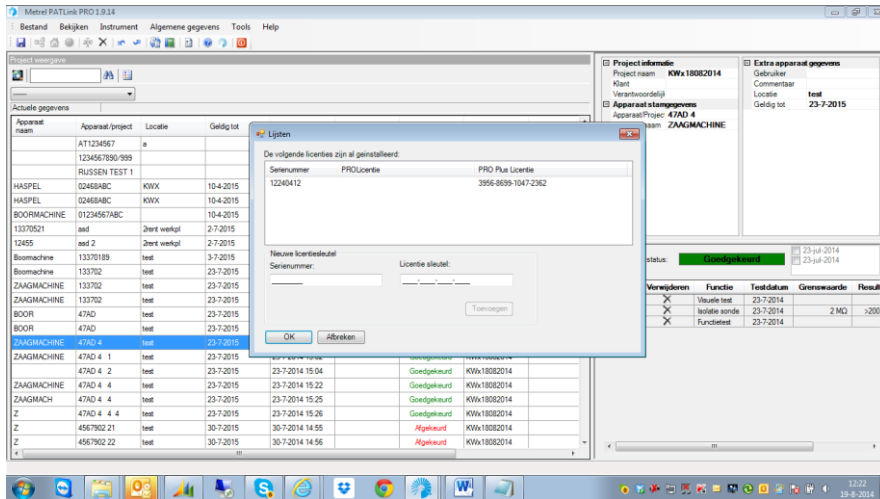 Metrel PATLink PRO 1.9.14
Bestand Bekijken Instrument Algemene gegevens Tools Help
Project weergave
Actuele gegevens
Apparaat naam Apparaat/project Locatie Geldig tot
AT1234567 a
1234567890/999
RIJSSEN TEST 1
HASPEL 02468ABC KWX 10-4-2015
HASPEL 02468ABC KWX 10-4-2015
BOORMACHINE 01234567ABC 10-4-2015
13370521 asd 2rent werkpl 2-7-2015
12455 asd 2 2rent werkpl 2-7-2015
Boormachine 13370189 test 3-7-2015
Boormachine 133702 test 23-7-2015
ZAAGMACHINE 133702 test 23-7-2015
ZAAGMACHINE 133702 test 23-7-2015
BOOR 47AD test 23-7-2015
BOOR 47AD test 23-7-2015
ZAAGMACHINE 47AD 4 test 23-7-2015
ZAAGMACHINE 47AD 4 1 test 23-7-2015 23-7-2014 15:02 Goedgekeurd KWx18082014
47AD 4 2 test 23-7-2015 23-7-2014 15:04 Goedgekeurd KWx18082014
ZAAGMACHINE 47AD 4 4 test 23-7-2015 23-7-2014 15:22 Goedgekeurd KWx18082014
ZAAGMACH 47AD 4 4 test 23-7-2015 23-7-2014 15:25 Goedgekeurd KWx18082014
Z 47AD 4 4 4 test 23-7-2015 23-7-2014 15:26 Goedgekeurd KWx18082014
Z 4567902 21 test 30-7-2015 30-7-2014 14:55 Afgekeurd KWx18082014
Z 4567902 22 test 30-7-2015 30-7-2014 14:56 Afgekeurd KWx18082014
Lijsten
De volgende licenties zijn al geinstalleerd:
Serienummer PROLicentie PRO Plus Licentie
12240412 3956-8699-1047-2362
Nieuwe licentiesleutel
Serienummer: Licentie sleutel:
Toevoegen
OK Afbreken
Project informatie
Project naam KWx18082014
Klant
Verantwoordelijk
Apparaat stamgegevens
Apparaat/Projec 47AD 4
naam ZAAGMACHINE
Extra apparaat gegevens
Gebruiker
Commentaar
Locatie test
Geldig tot 23-7-2015
status: Goedgekeurd
23-jul-2014
23-jul-2014
Verwijderen Functie Testdatum Grenswaarde Result
Visuele test 23-7-2014
Isolatie sonde 23-7-2014 2 MΩ >200
Functietest 23-7-2014
12:22
19-8-2014